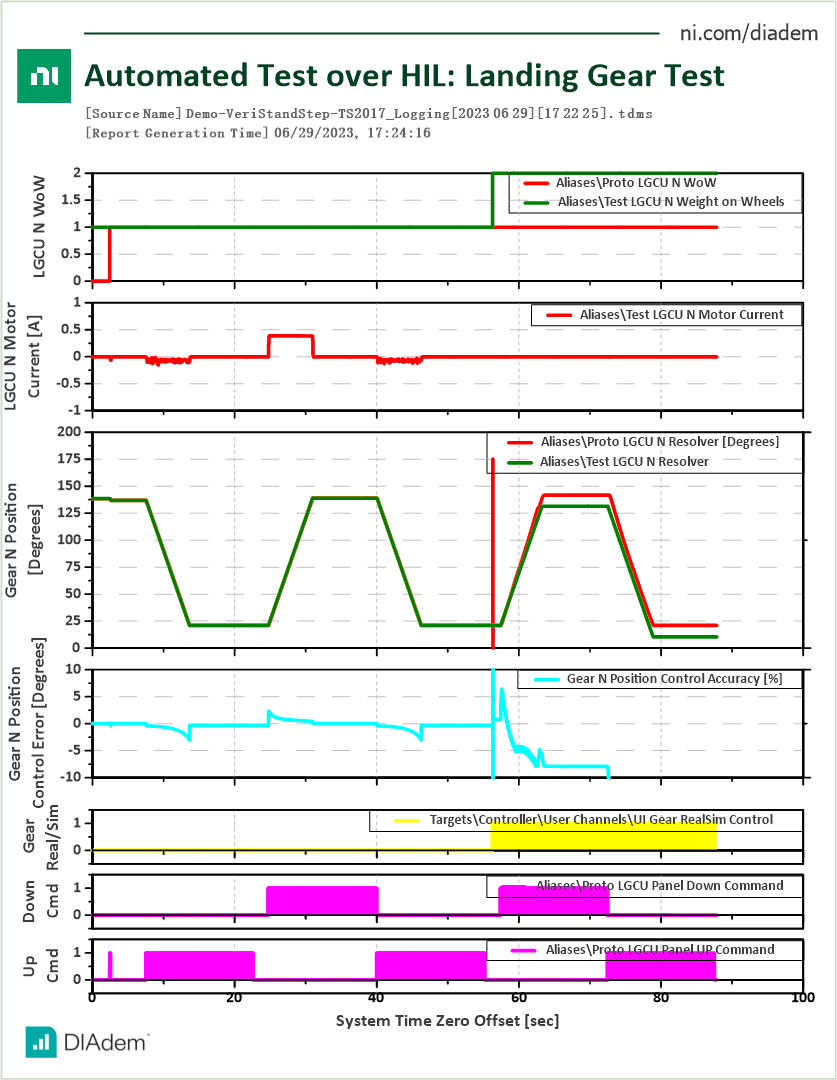 ni.com/diadem
ni
Automated Test over HIL: Landing Gear Test
[Source Name] Demo-VeriStandStep-TS2017_Logging[2023 06 29][17 22 25]. tdms
[Report Generation Time] 06/29/2023, 17:24:16
LGCU N WoW
2
1.5
1
0.5
0
Aliases\Proto LGCU N WoW
Aliases\Test LGCU N Weight on Wheels
LGCU N Motor
Current [A]
1
0.5
0
-0.5
-1
Aliases\Test LGCU N Motor Current
Gear N Position
[Degrees]
200
175
150
125
100
75
50
25
0
Aliases\Proto LGCU N Resolver [Degrees]
Aliases\Test LGCU N Resolver
Gear N Position
Control Error [Degrees]
10
5
0
-5
-10
Gear N Position Control Accuracy [%]
Gear
Real/Sim
1
0
Targets\Controller\User Channels\UI Gear RealSim Control
Down
Cmd
1
0
Aliases\Proto LGCU Panel Down Command
Up
Cmd
1
0
Aliases\Proto LGCU Panel UP Command
0 20 40 60 80 100
System Time Zero Offset [sec]
DIAdem™